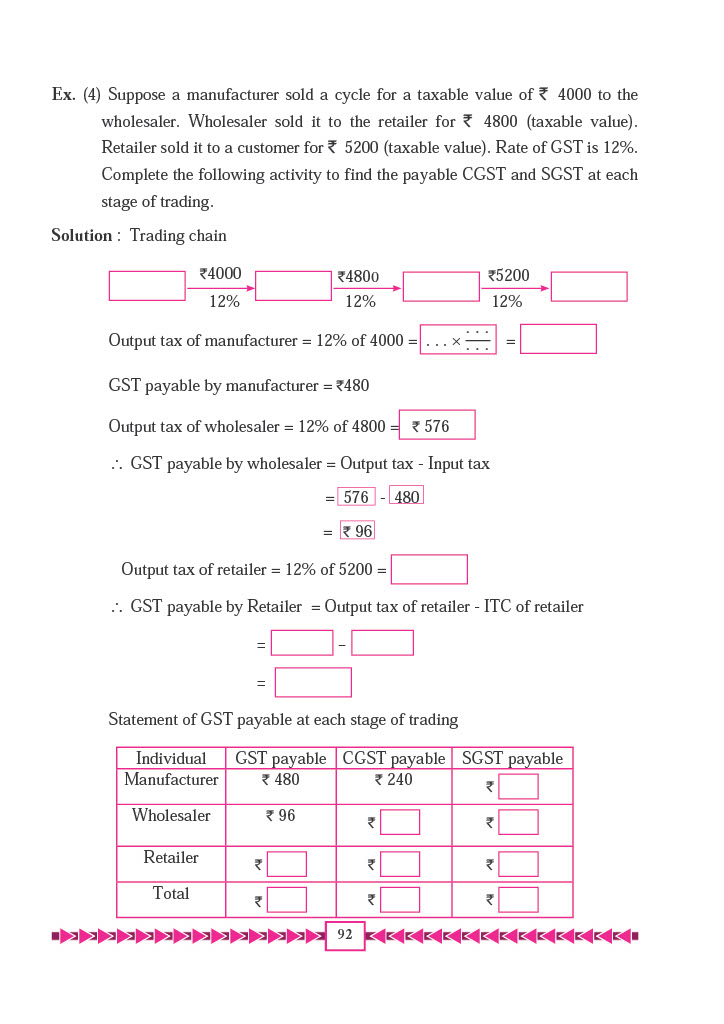 Ex. (4) Suppose a manufacturer sold a cycle for a taxable value of ₹ 4000 to the
wholesaler. Wholesaler sold it to the retailer for ₹ 4800 (taxable value).
Retailer sold it to a customer for ₹ 5200 (taxable value). Rate of GST is 12%.
Complete the following activity to find the payable CGST and SGST at each
stage of trading.
Solution : Trading chain
₹4000 ₹4800 ₹5200
12% 12% 12%
Output tax of manufacturer = 12% of 4000 = . . . × . . . / . . . =
GST payable by manufacturer = ₹480
Output tax of wholesaler = 12% of 4800 = ₹ 576
∴ GST payable by wholesaler = Output tax - Input tax
= 576 - 480
= ₹ 96
Output tax of retailer = 12% of 5200 =
∴ GST payable by Retailer = Output tax of retailer - ITC of retailer
= –
=
Statement of GST payable at each stage of trading
Individual GST payable CGST payable SGST payable
Manufacturer ₹ 480 ₹ 240 ₹
Wholesaler ₹ 96 ₹ ₹
Retailer ₹ ₹ ₹
Total ₹ ₹ ₹
92